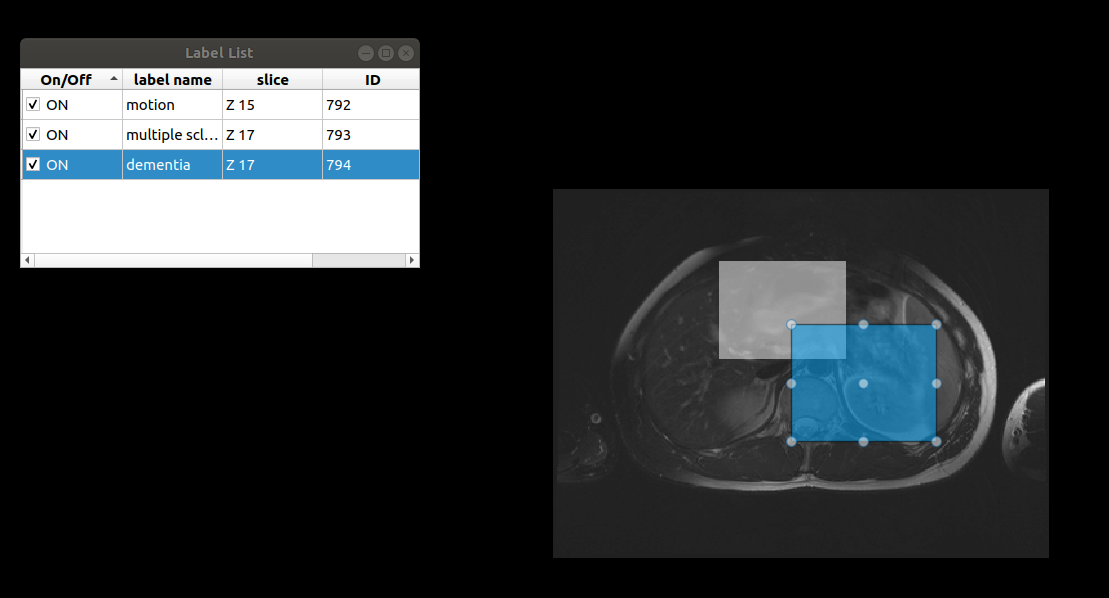 Label List
On/Off label name slice ID
ON motion Z 15 792
ON multiple scl... Z 17 793
ON dementia Z 17 794